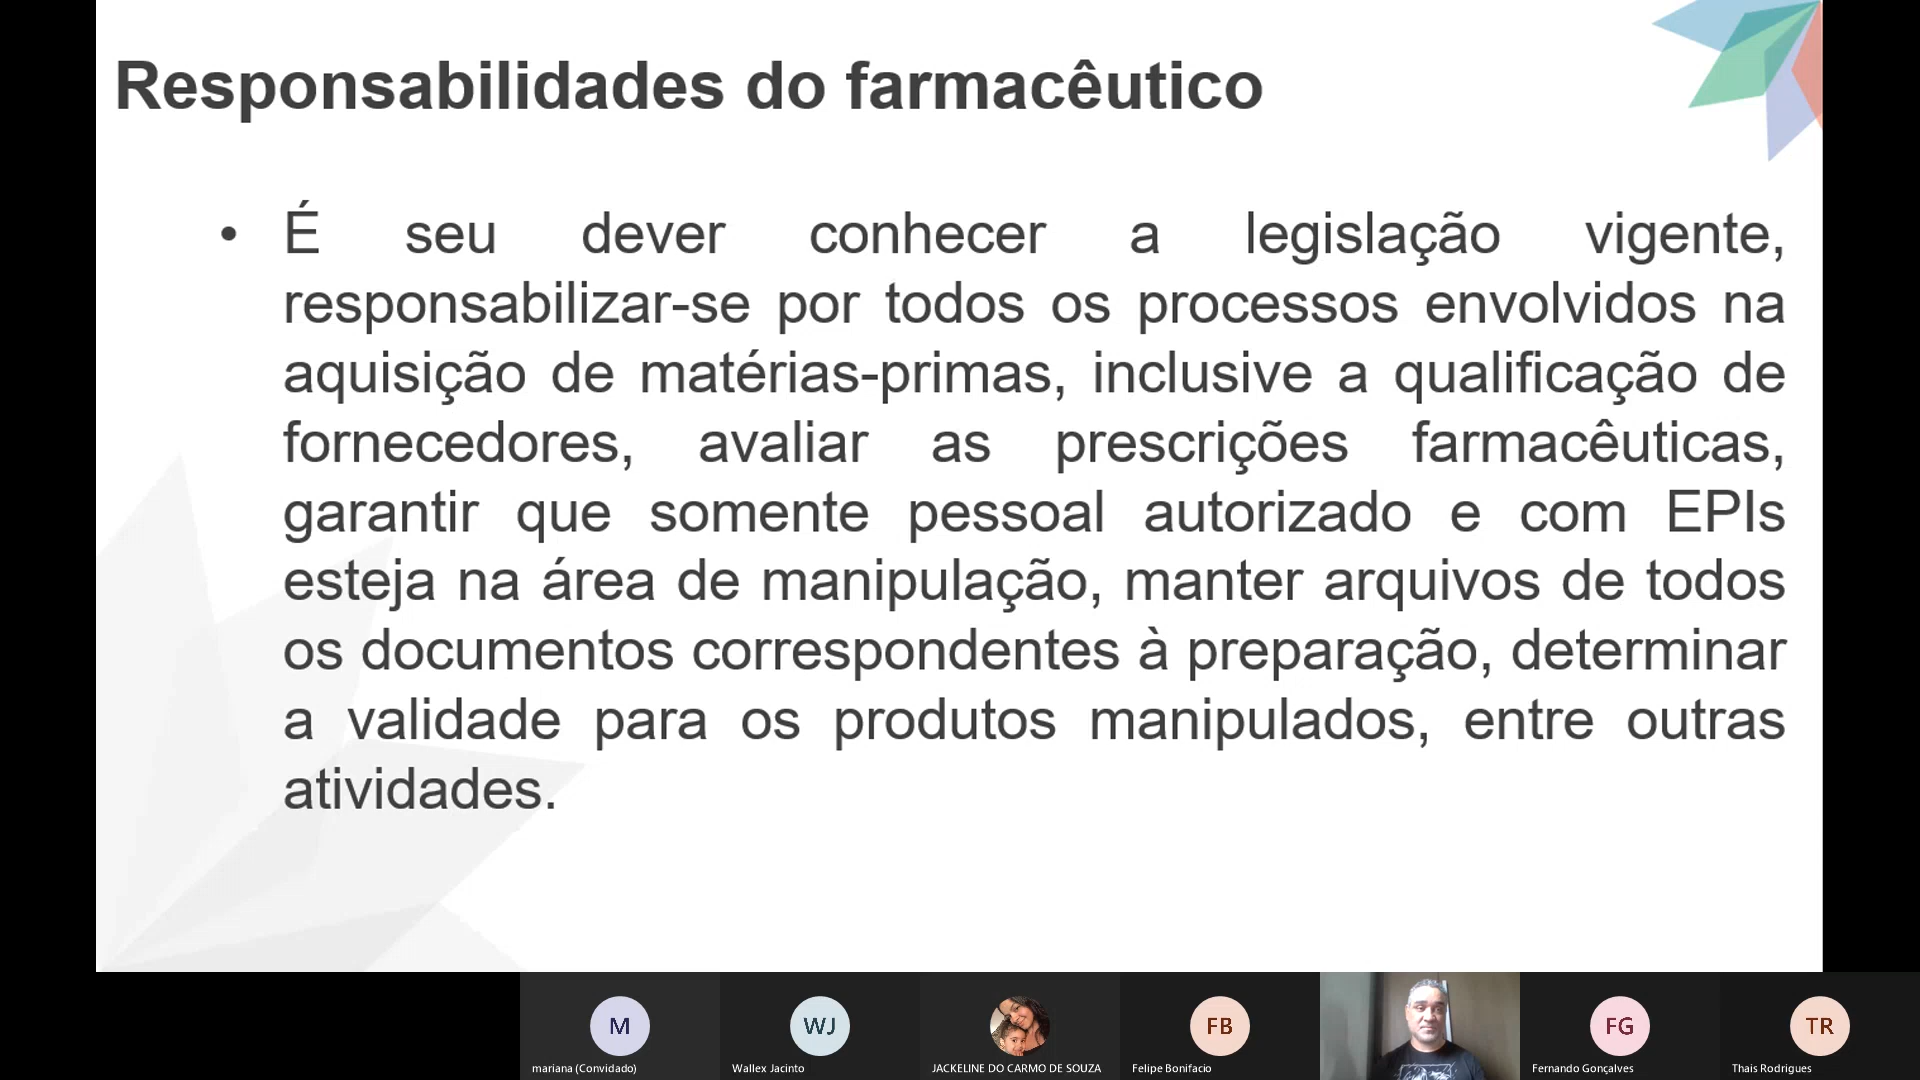 Responsabilidades do farmacêutico
• É seu dever conhecer a legislação vigente,
responsabilizar-se por todos os processos envolvidos na
aquisição de matérias-primas, inclusive a qualificação de
fornecedores, avaliar as prescrições farmacêuticas,
garantir que somente pessoal autorizado e com EPIs
esteja na área de manipulação, manter arquivos de todos
os documentos correspondentes à preparação, determinar
a validade para os produtos manipulados, entre outras
atividades.
M
WJ
FB
FG
TR
mariana (Convidado)
Wallex Jacinto
JACKELINE DO CARMO DE SOUZA
Felipe Bonifacio
Fernando Gonçalves
Thais Rodrigues